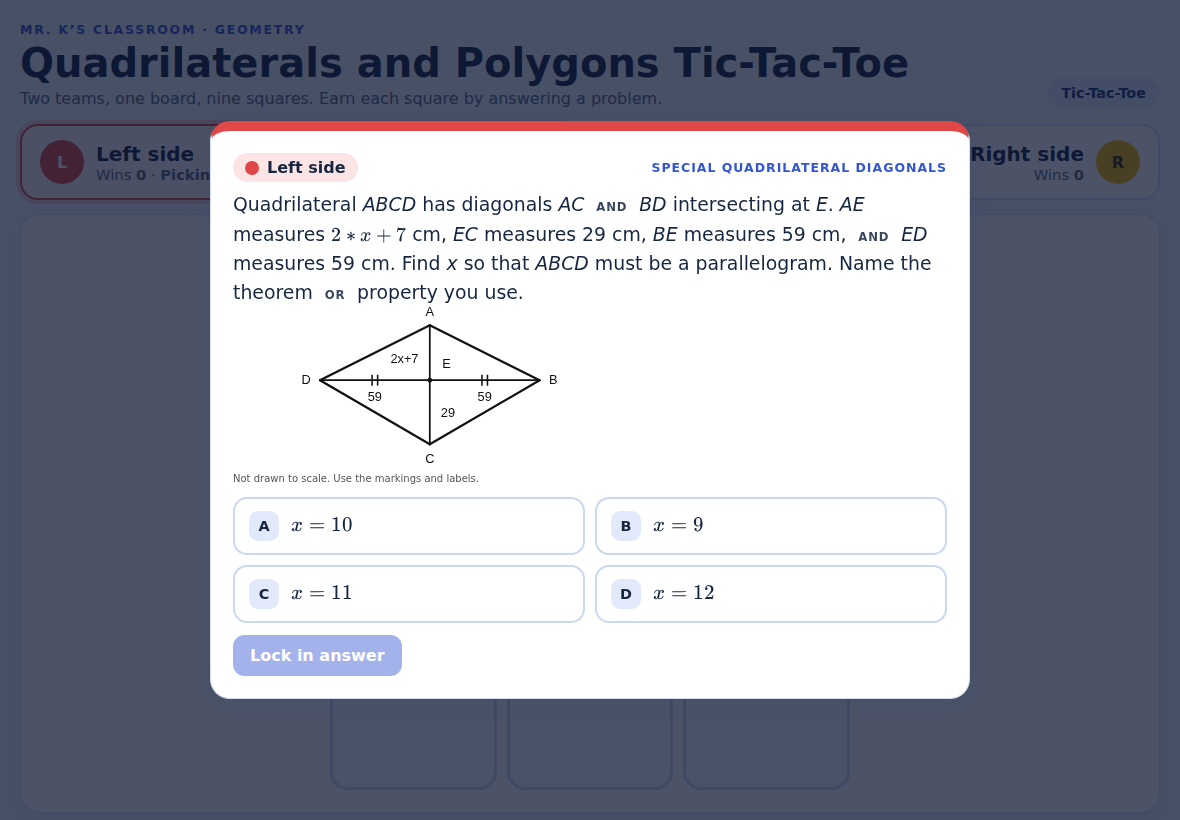 MR. K'S CLASSROOM · GEOMETRY
Quadrilaterals and Polygons Tic-Tac-Toe
Two teams, one board, nine squares. Earn each square by answering a problem.
Tic-Tac-Toe
L
Left side
Wins 0 · Pickin
Right side
Wins 0
R
Left side
SPECIAL QUADRILATERAL DIAGONALS
Quadrilateral ABCD has diagonals AC AND BD intersecting at E. AE
measures 2 ∗ x + 7 cm, EC measures 29 cm, BE measures 59 cm, AND ED
measures 59 cm. Find x so that ABCD must be a parallelogram. Name the
theorem OR property you use.
A
2x+7
E
D
B
59
59
29
C
Not drawn to scale. Use the markings and labels.
A x = 10
B x = 9
C x = 11
D x = 12
Lock in answer